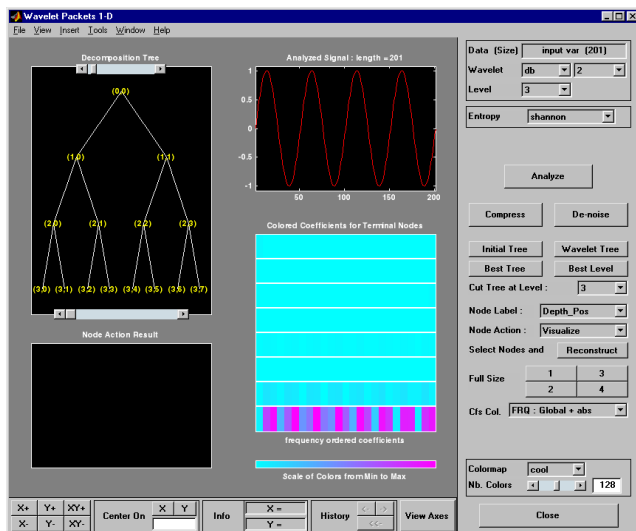 Wavelet Packets 1-D
File View Insert Tools Window Help
Decomposition Tree
(0,0)
(1,0) (1,1)
(2,0) (2,1) (2,2) (2,3)
(3,0) (3,1) (3,2) (3,3) (3,4) (3,5) (3,6) (3,7)
Node Action Result
Analyzed Signal : length = 201
1
0.5
0
-0.5
-1
50 100 150 200
Colored Coefficients for Terminal Nodes
frequency ordered coefficients
Scale of Colors from Min to Max
Data (Size) input var (201)
Wavelet db 2
Level 3
Entropy shannon
Analyze
Compress De-noise
Initial Tree Wavelet Tree
Best Tree Best Level
Cut Tree at Level : 3
Node Label : Depth_Pos
Node Action : Visualize
Select Nodes and Reconstruct
Full Size 1 3
2 4
Cfs Col. FRQ : Global + abs
Colormap cool
Nb. Colors 128
Close
X+ Y+ XY+
X- Y- XY-
Center On X Y
Info X =
Y =
History <- ->
<<-
View Axes